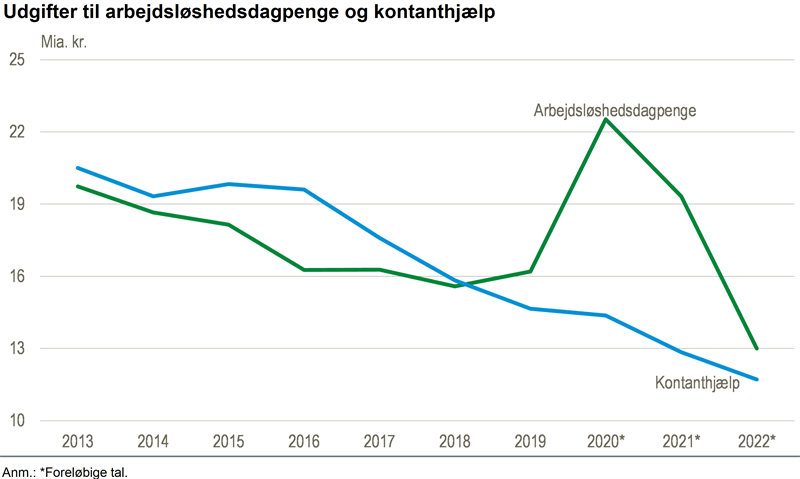 Udgifter til arbejdsløshedsdagpenge og kontanthjælp
Mia. kr.
25
22
19
16
13
10
Arbejdsløshedsdagpenge
Kontanthjælp
2013 2014 2015 2016 2017 2018 2019 2020* 2021* 2022*
Anm.: *Foreløbige tal.